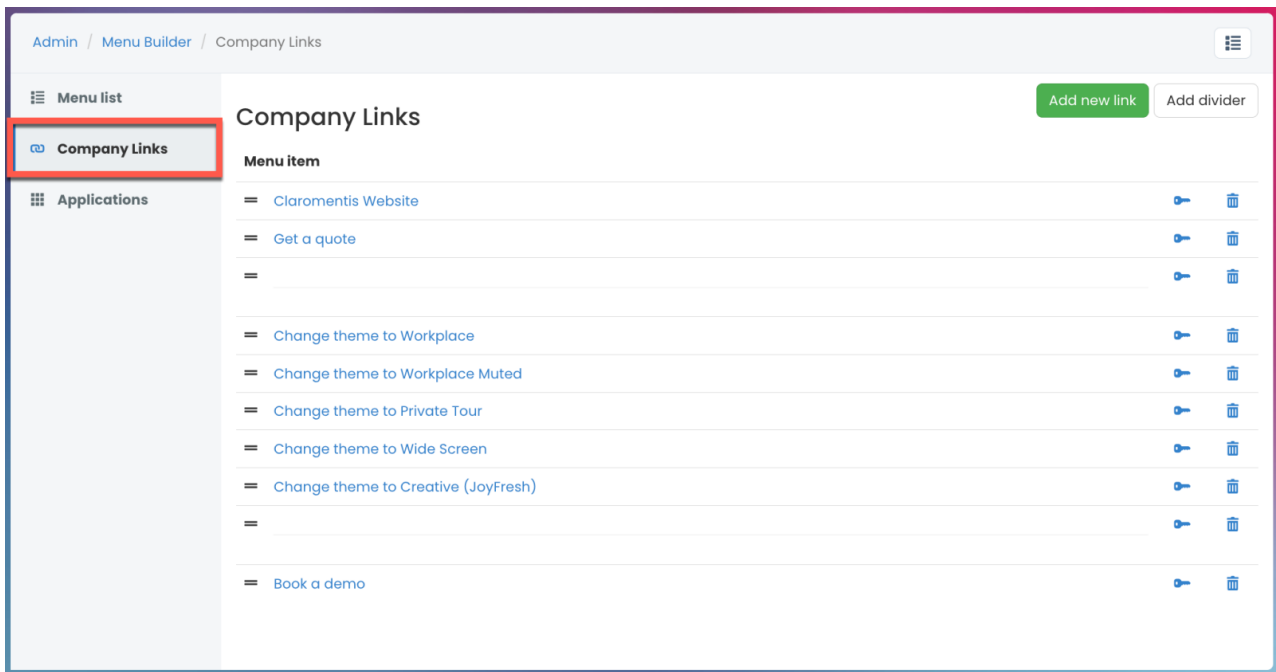 Admin / Menu Builder / Company Links
Menu list
Company Links
Applications
Company Links
Add new link
Add divider
Menu item
Claromentis Website
Get a quote
Change theme to Workplace
Change theme to Workplace Muted
Change theme to Private Tour
Change theme to Wide Screen
Change theme to Creative (JoyFresh)
Book a demo